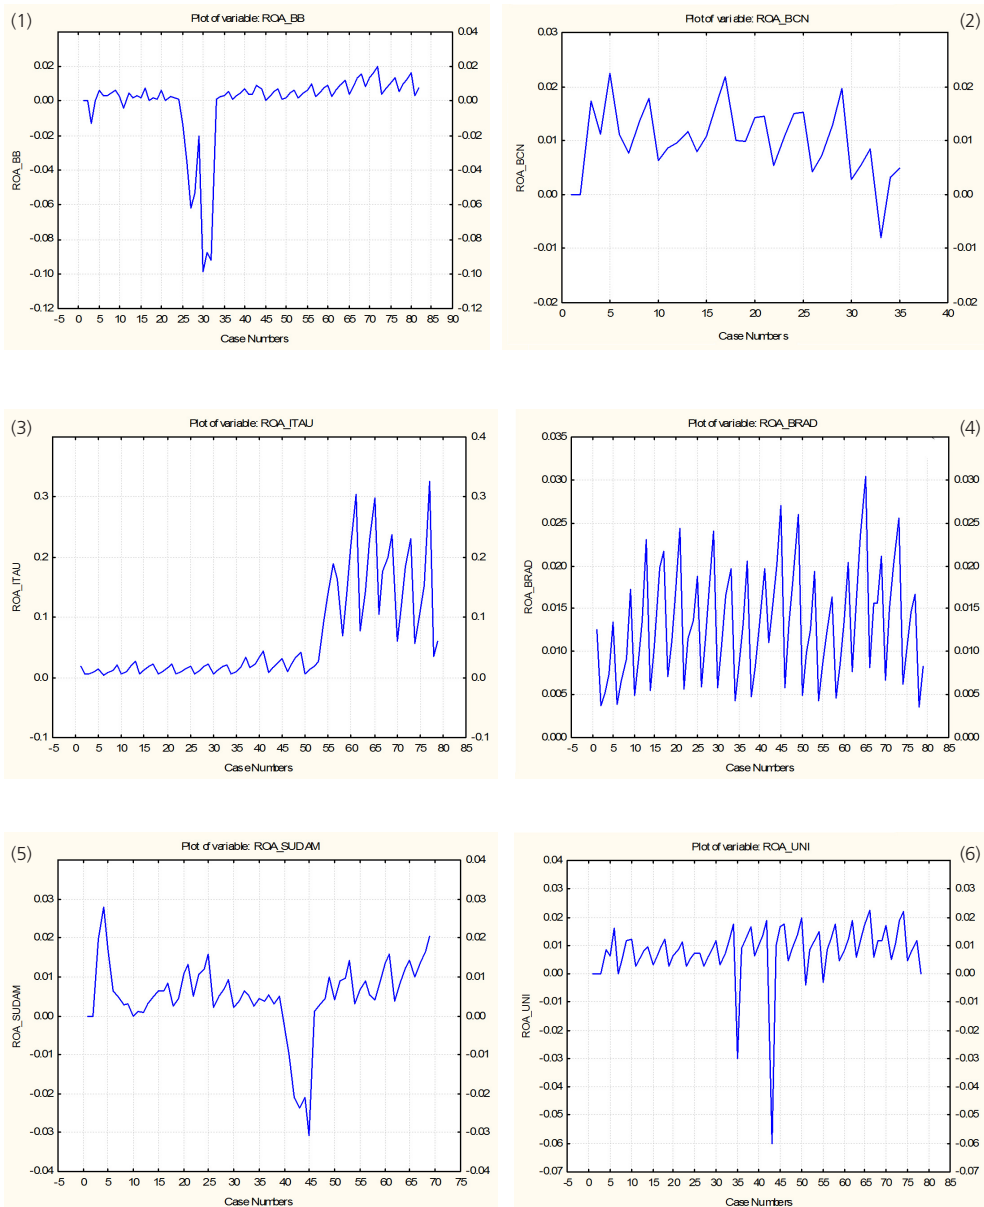 (1)
Plot of variable: ROA_BB
0.04 0.04
0.02 0.02
0.00 0.00
-0.02 -0.02
-0.04 -0.04
-0.06 -0.06
-0.08 -0.08
-0.10 -0.10
-0.12 -0.12
ROA_BB
-5 0 5 10 15 20 25 30 35 40 45 50 55 60 65 70 75 80 85 90
Case Numbers
(2)
Plot of variable: ROA_BCN
0.03 0.03
0.02 0.02
0.02 0.02
0.01 0.01
0.00 0.00
-0.01 -0.01
-0.02 -0.02
ROA_BCN
0 5 10 15 20 25 30 35 40
Case Numbers
(3)
Plot of variable: ROA_ITAU
0.4
0.3 0.3
0.2 0.2
0.1 0.1
0.0 0.0
-0.1 -0.1
ROA_ITAU
-5 0 5 10 15 20 25 30 35 40 45 50 55 60 65 70 75 80 85
Case Numbers
(4)
Plot of variable: ROA_BRAD
0.035
0.030 0.030
0.025 0.025
0.020 0.020
0.015 0.015
0.010 0.010
0.005 0.005
0.000 0.000
ROA_BRAD
-5 0 5 10 15 20 25 30 35 40 45 50 55 60 65 70 75 80 85
Case Numbers
(5)
Plot of variable: ROA_SUDAM
0.04
0.03 0.03
0.02 0.02
0.01 0.01
0.00 0.00
-0.01 -0.01
-0.02 -0.02
-0.03 -0.03
-0.04 -0.04
ROA_SUDAM
-5 0 5 10 15 20 25 30 35 40 45 50 55 60 65 70 75
Case Numbers
(6)
Plot of variable: ROA_UNI
0.04 0.04
0.03 0.03
0.02 0.02
0.01 0.01
0.00 0.00
-0.01 -0.01
-0.02 -0.02
-0.03 -0.03
-0.04 -0.04
-0.05 -0.05
-0.06 -0.06
-0.07 -0.07
ROA_UNI
-5 0 5 10 15 20 25 30 35 40 45 50 55 60 65 70 75 80 85
Case Numbers